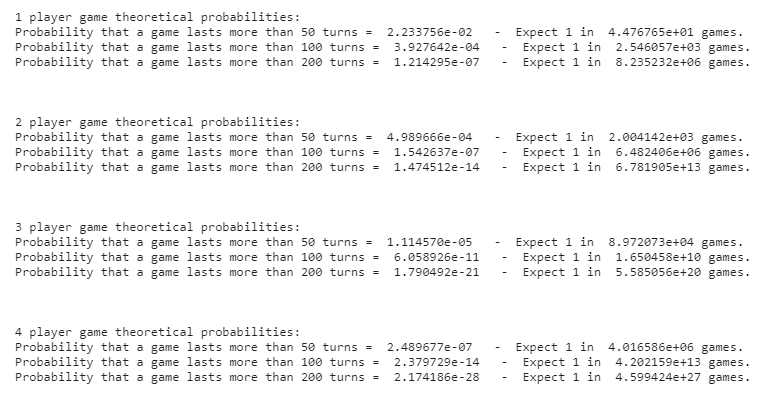 1 player game theoretical probabilities:
Probability that a game lasts more than 50 turns = 2.233756e-02 - Expect 1 in 4.476765e+01 games.
Probability that a game lasts more than 100 turns = 3.927642e-04 - Expect 1 in 2.546057e+03 games.
Probability that a game lasts more than 200 turns = 1.214295e-07 - Expect 1 in 8.235232e+06 games.
2 player game theoretical probabilities:
Probability that a game lasts more than 50 turns = 4.989666e-04 - Expect 1 in 2.004142e+03 games.
Probability that a game lasts more than 100 turns = 1.542637e-07 - Expect 1 in 6.482406e+06 games.
Probability that a game lasts more than 200 turns = 1.474512e-14 - Expect 1 in 6.781905e+13 games.
3 player game theoretical probabilities:
Probability that a game lasts more than 50 turns = 1.114570e-05 - Expect 1 in 8.972073e+04 games.
Probability that a game lasts more than 100 turns = 6.058926e-11 - Expect 1 in 1.650458e+10 games.
Probability that a game lasts more than 200 turns = 1.790492e-21 - Expect 1 in 5.585056e+20 games.
4 player game theoretical probabilities:
Probability that a game lasts more than 50 turns = 2.489677e-07 - Expect 1 in 4.016586e+06 games.
Probability that a game lasts more than 100 turns = 2.379729e-14 - Expect 1 in 4.202159e+13 games.
Probability that a game lasts more than 200 turns = 2.174186e-28 - Expect 1 in 4.599424e+27 games.